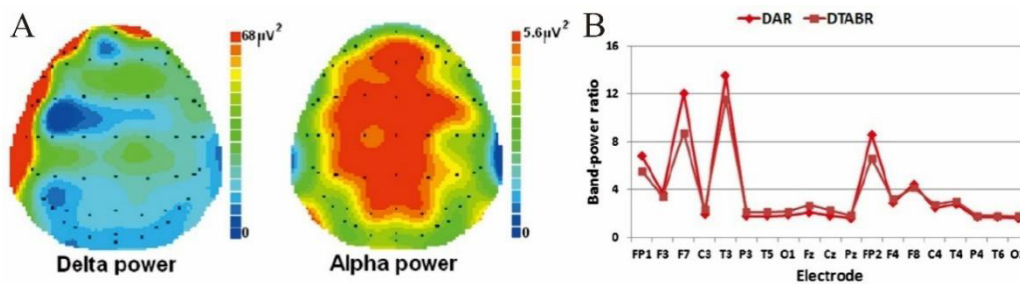 A
68μV²
0
Delta power
5.6μV²
0
Alpha power
B
DAR DTABR
Band-power ratio
16
12
8
4
0
FP1 F3 F7 C3 T3 P3 T5 O1 Fz Cz Pz FP2 F4 F8 C4 T4 P4 T6
Electrode